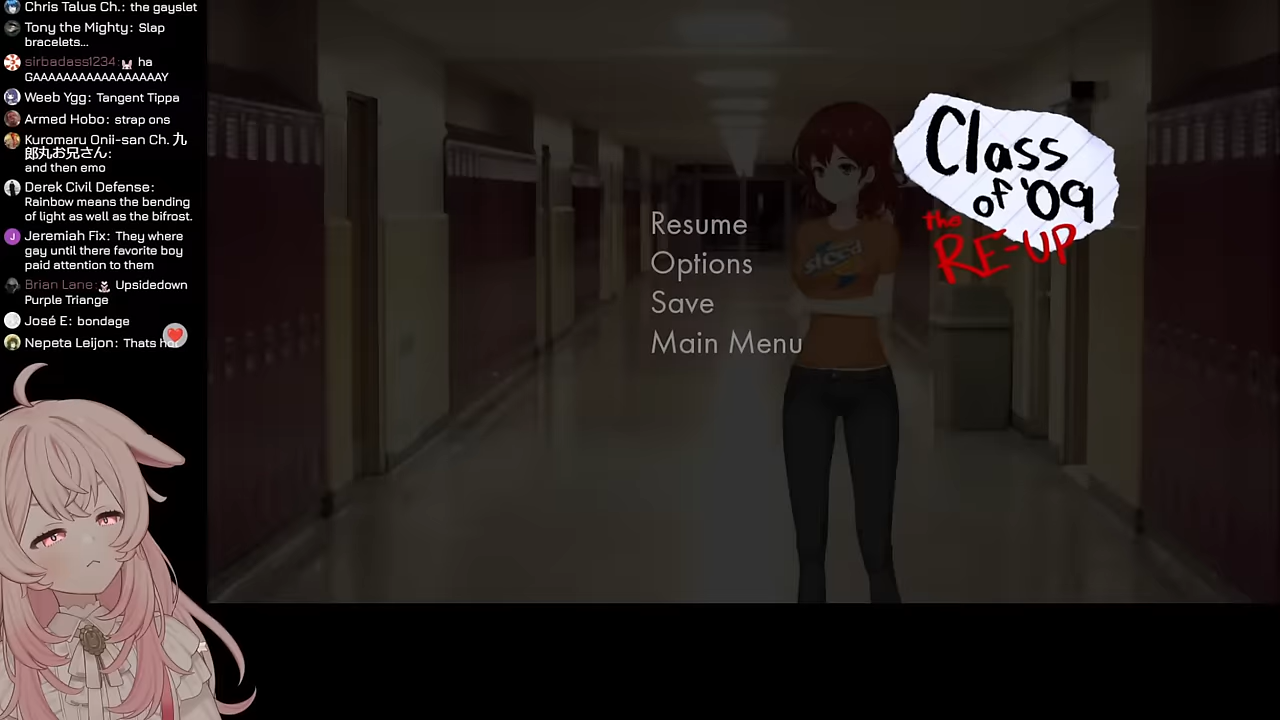 Chris Talus Ch.: the gayslet
Tony the Mighty: Slap
bracelets...
sirbadass1234: ha
GAAAAAAAAAAAAAAAAY
Weeb Ygg: Tangent Tippa
Armed Hobo: strap ons
Kuromaru Onii-san Ch. 九
郎丸お兄さん:
and then emo
Derek Civil Defense:
Rainbow means the bending
of light as well as the bifrost.
J
Jeremiah Fix: They where
gay until there favorite boy
paid attention to them
Brian Lane: Upsidedown
Purple Triange
José E: bondage
Nepeta Leijon: Thats
Resume
Options
Save
Main Menu
Class
of '09
the
RE-UP
steed